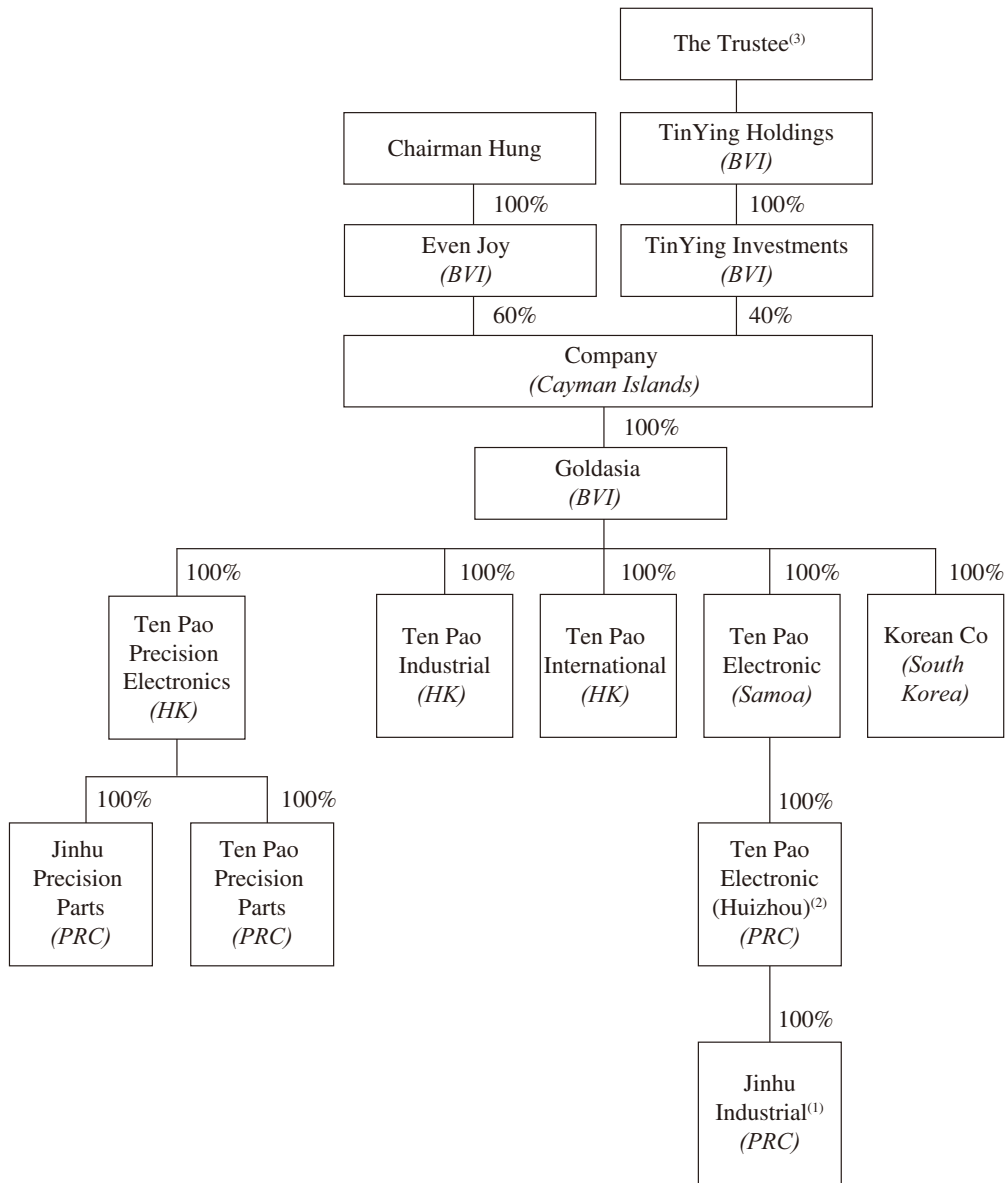 The Trustee(3)
Chairman Hung
TinYing Holdings
(BVI)
100%
100%
Even Joy
(BVI)
TinYing Investments
(BVI)
60%
40%
Company
(Cayman Islands)
100%
Goldasia
(BVI)
100%
100%
100%
100%
100%
Ten Pao
Precision
Electronics
(HK)
Ten Pao
Industrial
(HK)
Ten Pao
International
(HK)
Ten Pao
Electronic
(Samoa)
Korean Co
(South
Korea)
100%
100%
100%
Jinhu
Precision
Parts
(PRC)
Ten Pao
Precision
Parts
(PRC)
Ten Pao
Electronic
(Huizhou)(2)
(PRC)
100%
Jinhu
Industrial(1)
(PRC)